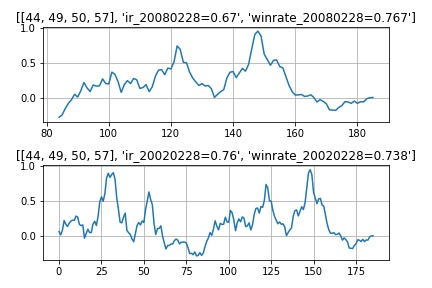 [[44, 49, 50, 57], 'ir_20080228=0.67', 'winrate_20080228=0.767']
1.0
0.5
0.0
80 100 120 140 160 180
[[44, 49, 50, 57], 'ir_20020228=0.76', 'winrate_20020228=0.738']
1.0
0.5
0.0
0 25 50 75 100 125 150 175